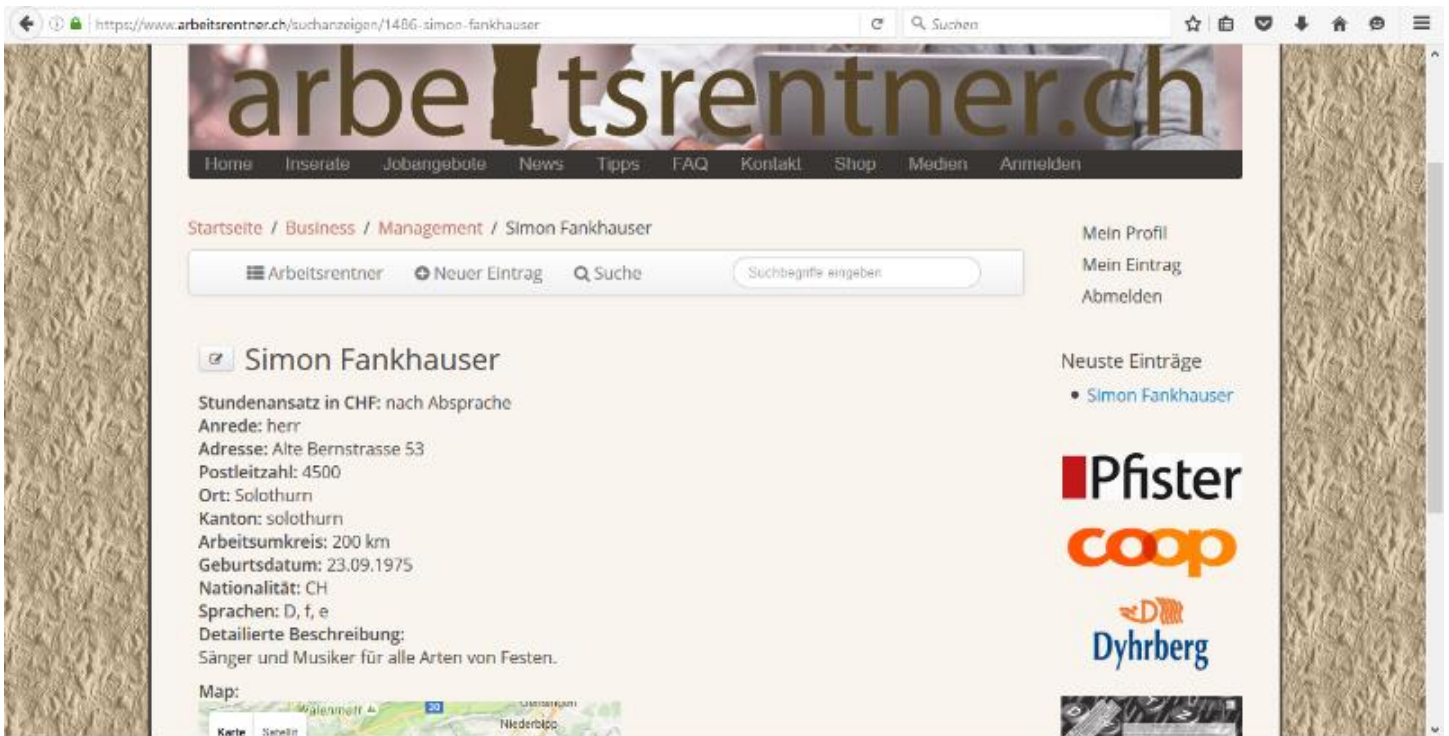 https://www.arbeitsrentner.ch/suchanzeigen/1486-simon-fankhauser
Suchen
arbeitsrentner.ch
Home Inserate Jobangebote News Tipps FAQ Kontakt Shop Medien Anmelden
Startseite / Business / Management / Simon Fankhauser
Arbeitsrentner Neuer Eintrag Suche Suchbegriffe eingeben
Mein Profil
Mein Eintrag
Abmelden
Simon Fankhauser
Stundenansatz in CHF: nach Absprache
Anrede: herr
Adresse: Alte Bernstrasse 53
Postleitzahl: 4500
Ort: Solothurn
Kanton: solothurn
Arbeitsumkreis: 200 km
Geburtsdatum: 23.09.1975
Nationalität: CH
Sprachen: D, f, e
Detailierte Beschreibung:
Sänger und Musiker für alle Arten von Festen.
Map:
Karte Satellit
Niederbipp
20
Neuste Einträge
Simon Fankhauser
Pfister
coop
Dyhrberg